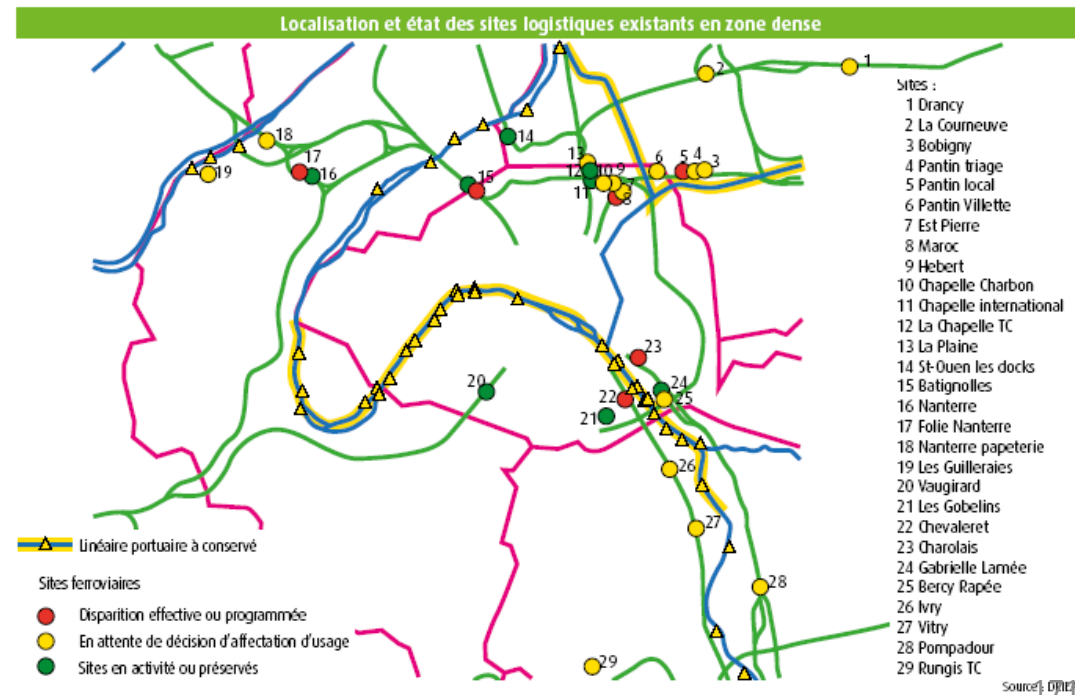 Localisation et état des sites logistiques existants en zone dense
Sites :
1 Drancy
2 La Courneuve
3 Bobigny
4 Pantin triage
5 Pantin local
6 Pantin Villette
7 Est Pierre
8 Maroc
9 Hebert
10 Chapelle Charbon
11 Chapelle international
12 La Chapelle TC
13 La Plaine
14 St-Ouen les docks
15 Batignolles
16 Nanterre
17 Folie Nanterre
18 Nanterre papeterie
19 Les Guilleraies
20 Vaugirard
21 Les Gobelins
22 Chevaleret
23 Charolais
24 Gabrielle Lamée
25 Bercy Rapée
26 Ivry
27 Vitry
28 Pompadour
29 Rungis TC
1
2
18
14
17
16
19
13
12
10
9
11
7
8
6
5
4
3
15
23
20
24
22
25
21
26
27
28
29
Linéaire portuaire à conservé
Sites ferroviaires
Disparition effective ou programmée
En attente de décision d'affectation d'usage
Sites en activité ou préservés
Source :